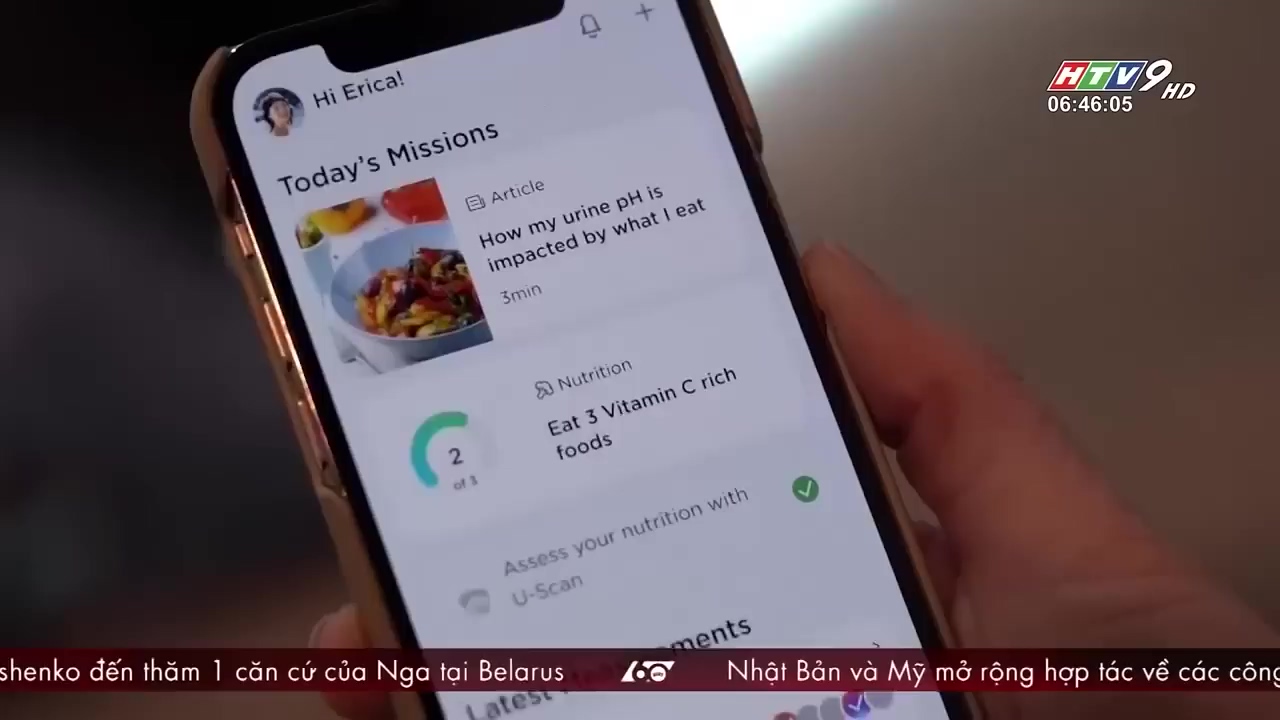 HTV9 HD
06:46:05
Hi Erica!
Today's Missions
Article
How my urine pH is
impacted by what I eat
3min
Nutrition
Eat 3 Vitamin C rich
foods
2
of 3
Assess your nutrition with
U-Scan
Latest
shenko đến thăm 1 căn cứ của Nga tại Belarus
60 giây
Nhật Bản và Mỹ mở rộng hợp tác về các công